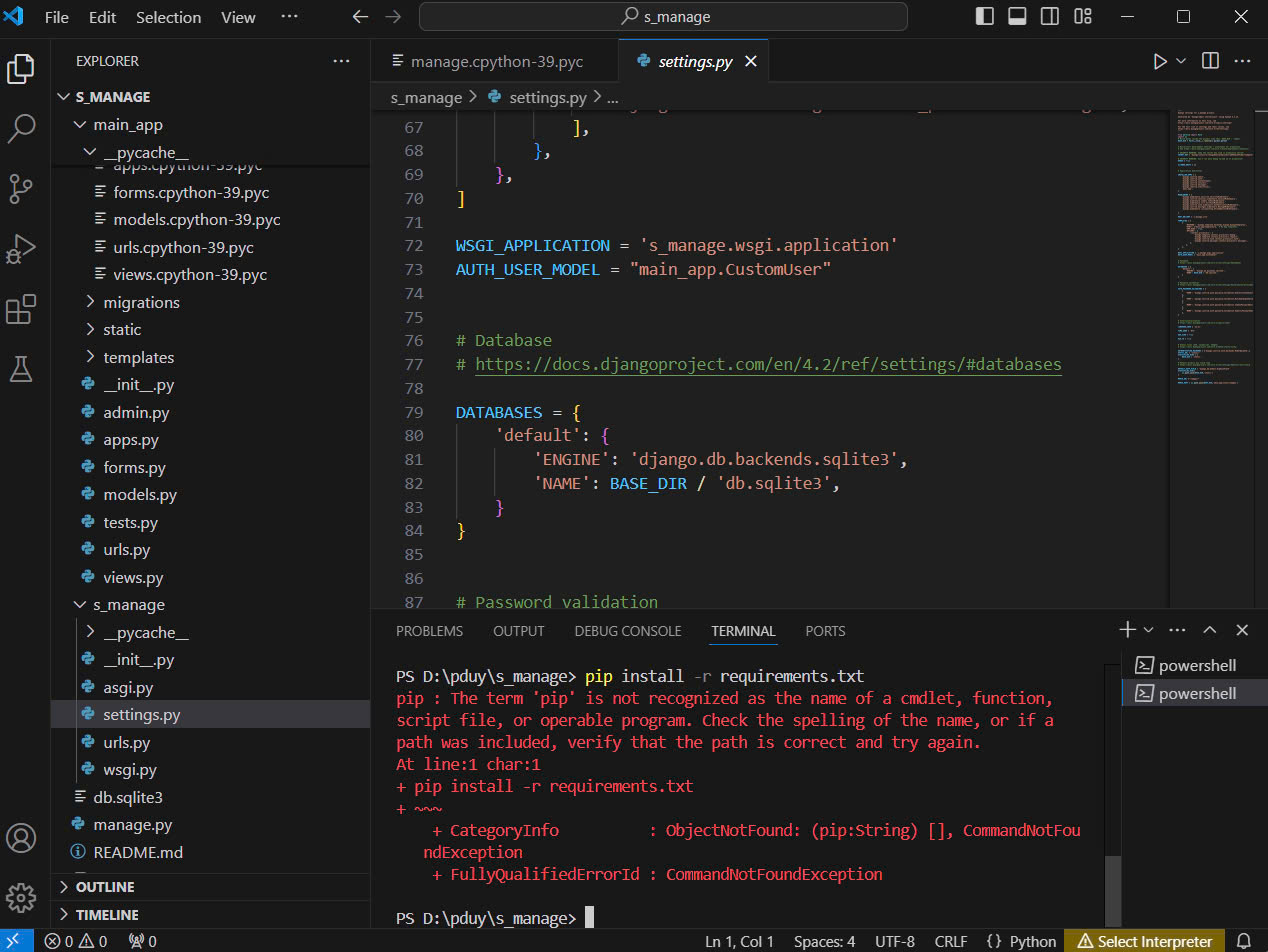 File Edit Selection View ··· s_manage
EXPLORER ···
S_MANAGE
main_app
__pycache__
apps.cpython-39.pyc
forms.cpython-39.pyc
models.cpython-39.pyc
urls.cpython-39.pyc
views.cpython-39.pyc
migrations
static
templates
__init__.py
admin.py
apps.py
forms.py
models.py
tests.py
urls.py
views.py
s_manage
__pycache__
__init__.py
asgi.py
settings.py
urls.py
wsgi.py
db.sqlite3
manage.py
README.md
OUTLINE
TIMELINE
manage.cpython-39.pyc settings.py
s_manage > settings.py > ...
67 ],
68 },
69 },
70 ]
71
72 WSGI_APPLICATION = 's_manage.wsgi.application'
73 AUTH_USER_MODEL = "main_app.CustomUser"
74
75
76 # Database
77 # https://docs.djangoproject.com/en/4.2/ref/settings/#databases
78
79 DATABASES = {
80 'default': {
81 'ENGINE': 'django.db.backends.sqlite3',
82 'NAME': BASE_DIR / 'db.sqlite3',
83 }
84 }
85
86
87 # Password validation
PROBLEMS OUTPUT DEBUG CONSOLE TERMINAL PORTS
PS D:\pduy\s_manage> pip install -r requirements.txt
pip : The term 'pip' is not recognized as the name of a cmdlet, function,
script file, or operable program. Check the spelling of the name, or if a
path was included, verify that the path is correct and try again.
At line:1 char:1
+ pip install -r requirements.txt
+ ~~~
+ CategoryInfo : ObjectNotFound: (pip:String) [], CommandNotFou
ndException
+ FullyQualifiedErrorId : CommandNotFoundException
PS D:\pduy\s_manage>
powershell
powershell
0 0 0 Ln 1, Col 1 Spaces: 4 UTF-8 CRLF {} Python Select Interpreter